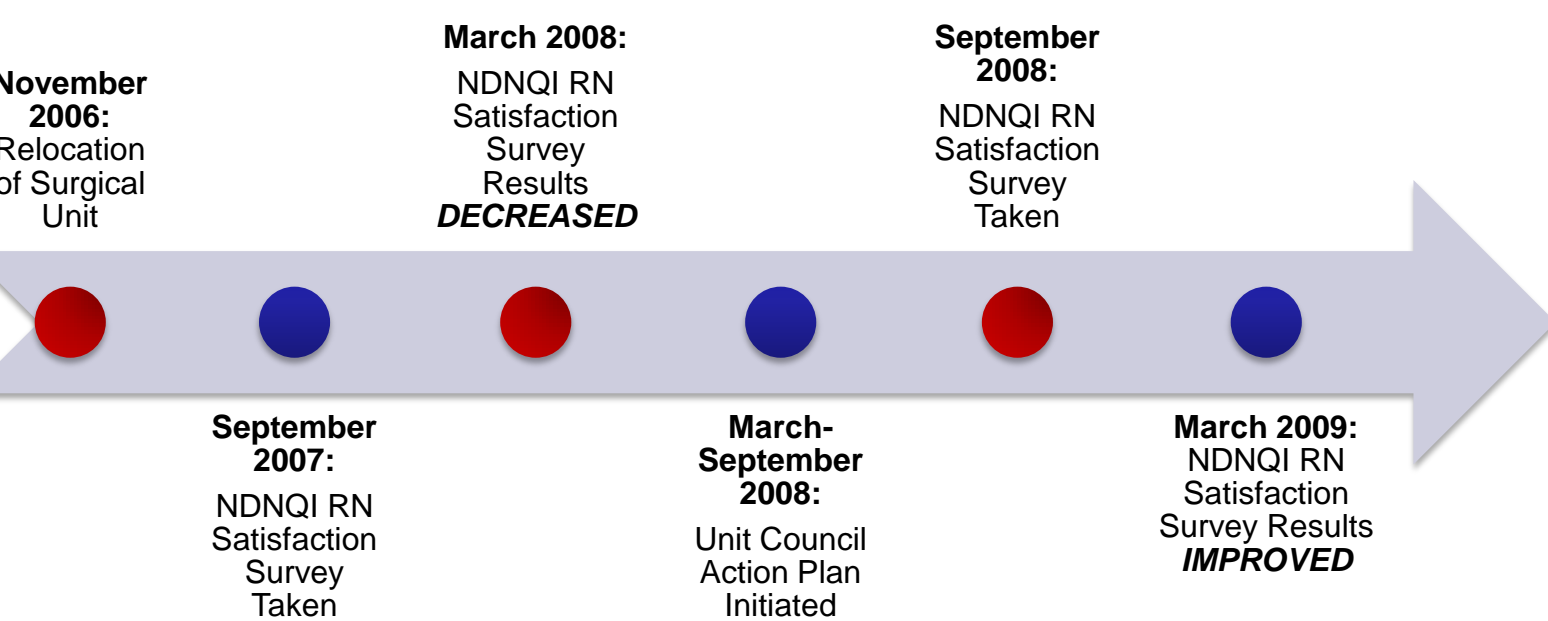 November
2006:
Relocation
of Surgical
Unit
September
2007:
NDNQI RN
Satisfaction
Survey
Taken
March 2008:
NDNQI RN
Satisfaction
Survey
Results
DECREASED
March-
September
2008:
Unit Council
Action Plan
Initiated
September
2008:
NDNQI RN
Satisfaction
Survey
Taken
March 2009:
NDNQI RN
Satisfaction
Survey Results
IMPROVED